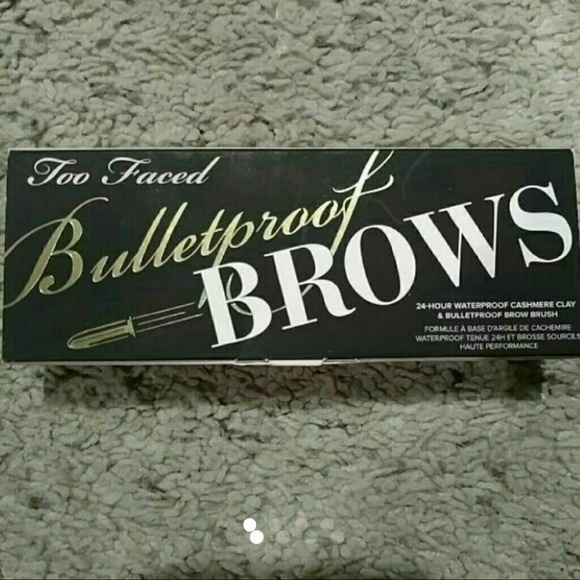 Too Faced
Bulletproof
BROWS
24-HOUR WATERPROOF CASHMERE CLAY
& BULLETPROOF BROW BRUSH
FORMULE À BASE D'ARGILE DE CACHEMIRE
WATERPROOF TENUE 24H ET BROSSE SOURCILS
HAUTE PERFORMANCE